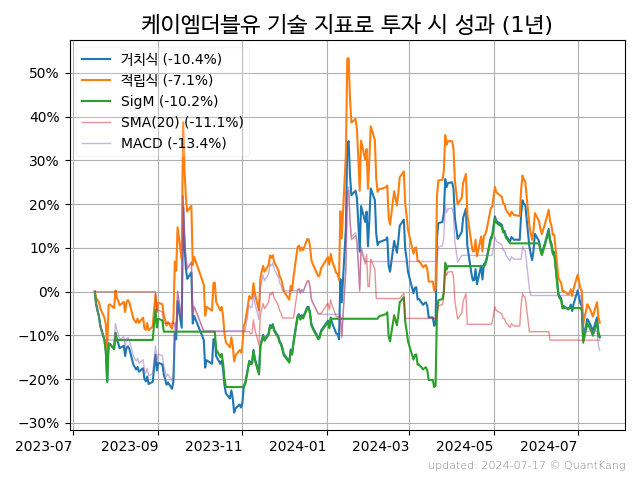 케이엠더블유 기술 지표로 투자 시 성과 (1년)
거치식 (-10.4%)
적립식 (-7.1%)
SigM (-10.2%)
SMA(20) (-11.1%)
MACD (-13.4%)
50%
40%
30%
20%
10%
0%
−10%
−20%
−30%
2023-07 2023-09 2023-11 2024-01 2024-03 2024-05 2024-07
updated: 2024-07-17 © QuantKang